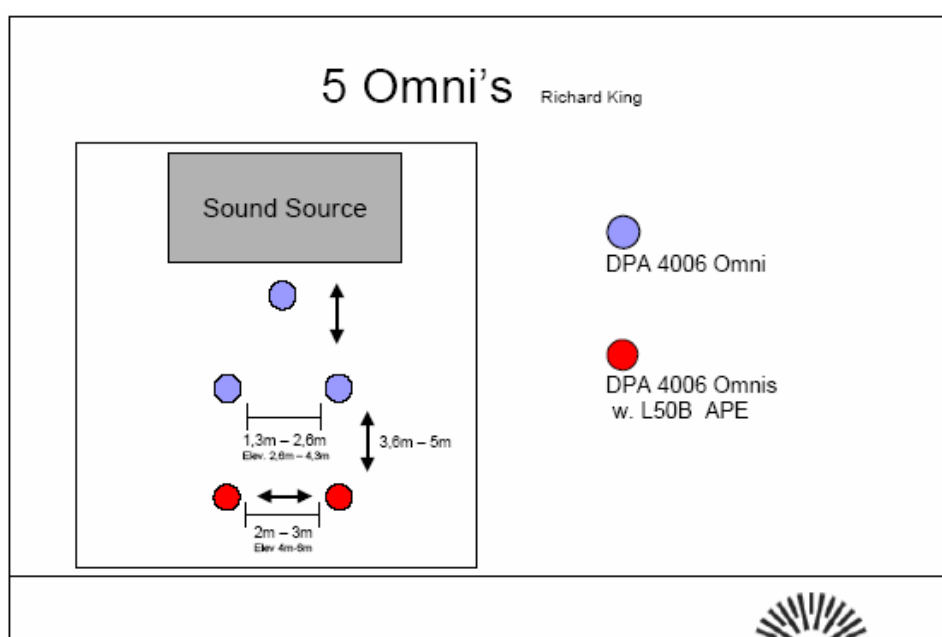 5 Omni's Richard King
Sound Source
1,3m – 2,6m
Elev. 2,6m – 4,3m
3,6m – 5m
2m – 3m
Elev 4m-6m
DPA 4006 Omni
DPA 4006 Omnis
w. L50B APE